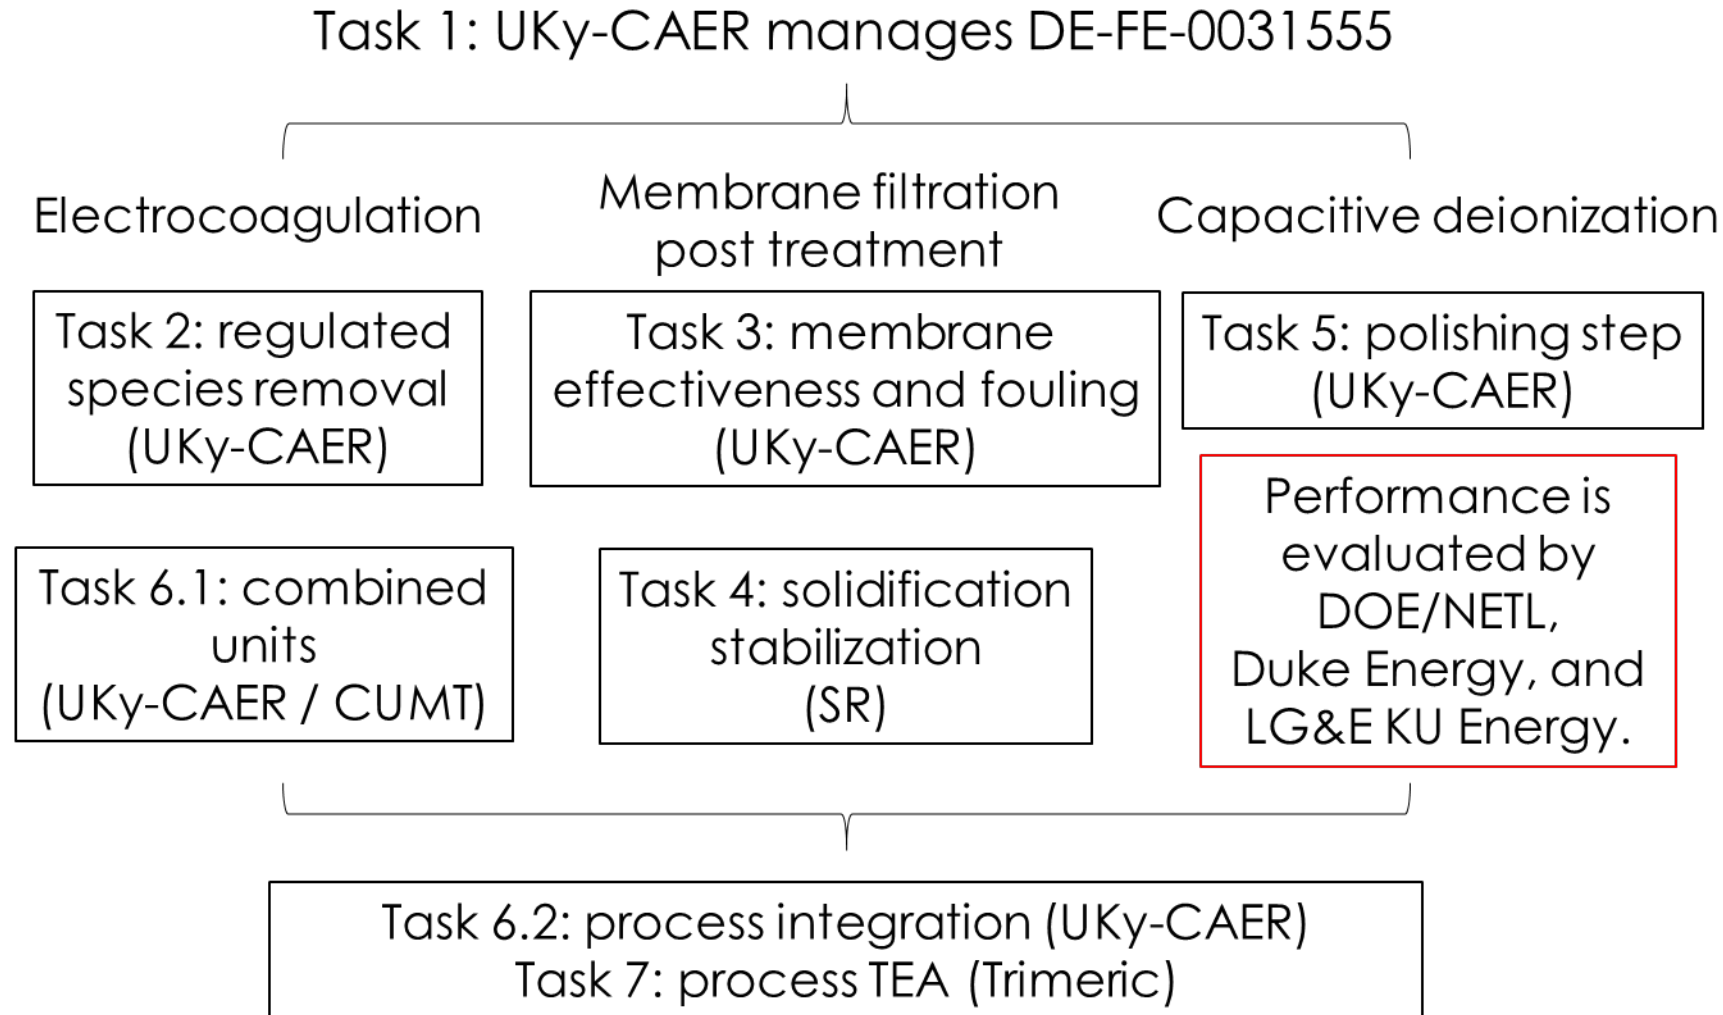 Task 1: UKy-CAER manages DE-FE-0031555
Electrocoagulation
Membrane filtration
post treatment
Capacitive deionization
Task 2: regulated
species removal
(UKy-CAER)
Task 3: membrane
effectiveness and fouling
(UKy-CAER)
Task 5: polishing step
(UKy-CAER)
Task 6.1: combined
units
(UKy-CAER / CUMT)
Task 4: solidification
stabilization
(SR)
Performance is
evaluated by
DOE/NETL,
Duke Energy, and
LG&E KU Energy.
Task 6.2: process integration (UKy-CAER)
Task 7: process TEA (Trimeric)